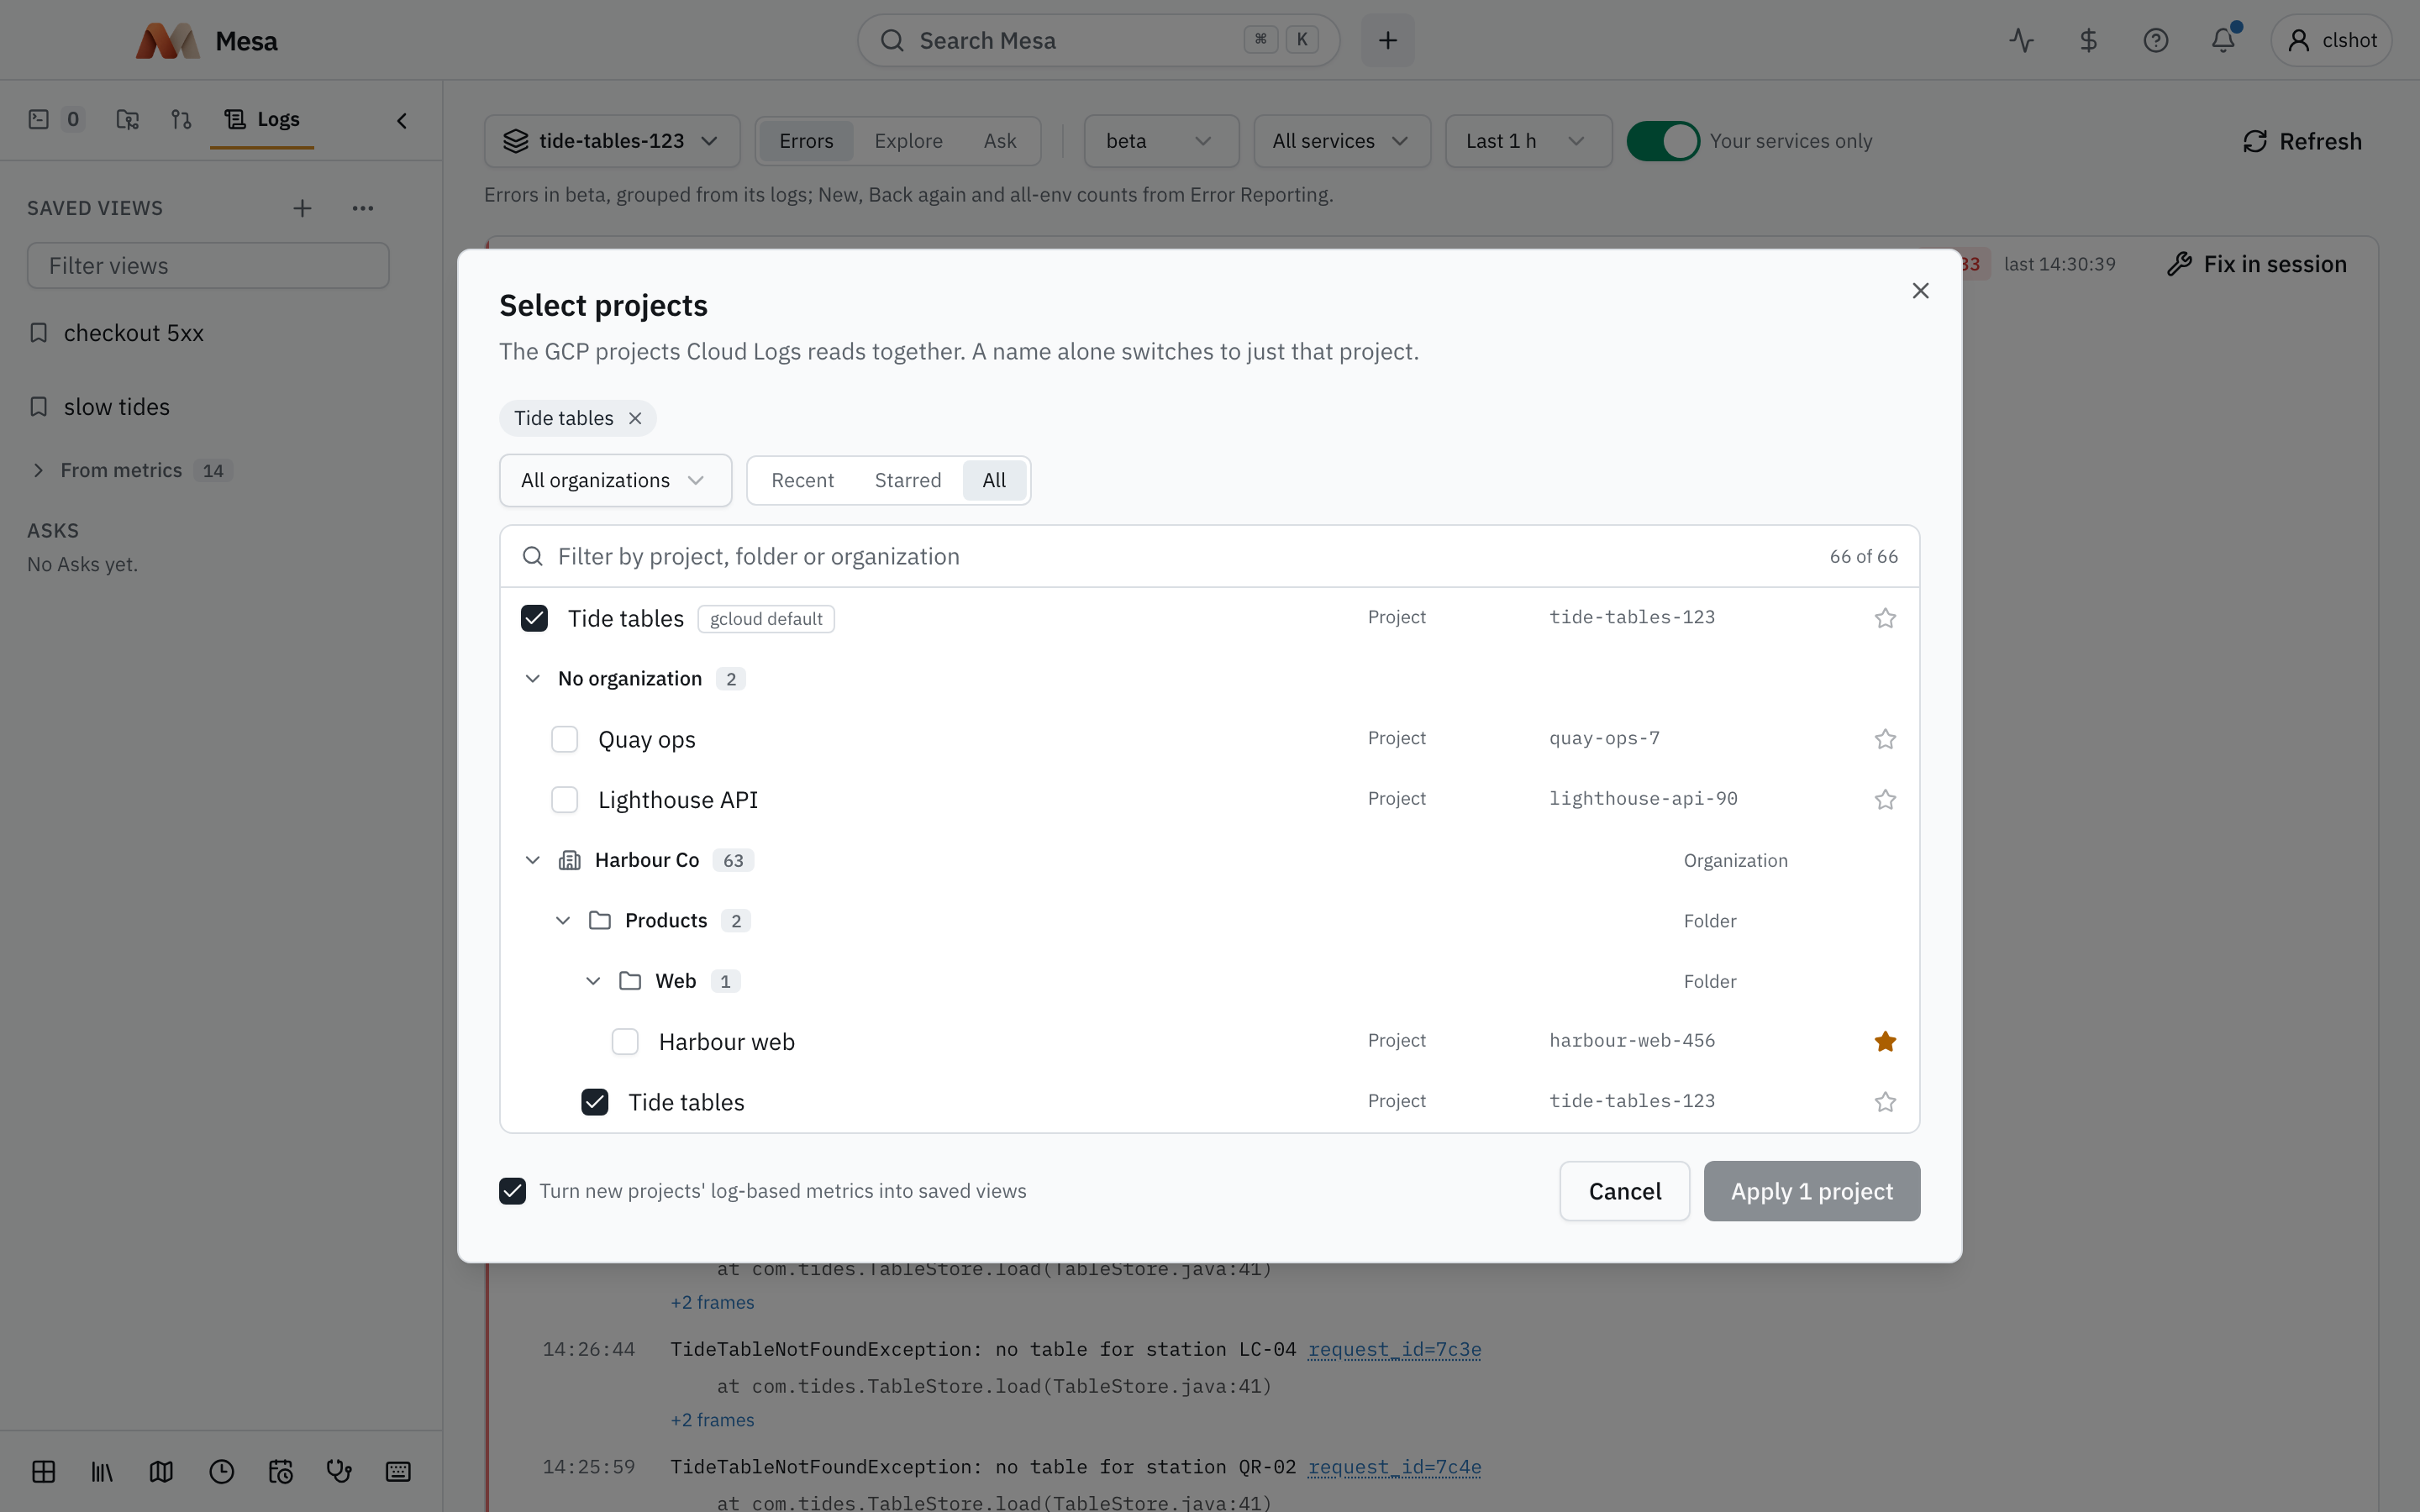 Mesa
Search Mesa
⌘ K
clshot
0
Logs
tide-tables-123
Errors
Explore
Ask
beta
All services
Last 1 h
Your services only
Refresh
Errors in beta, grouped from its logs; New, Back again and all-env counts from Error Reporting.
SAVED VIEWS
Filter views
checkout 5xx
slow tides
From metrics 14
ASKS
No Asks yet.
33 last 14:30:39 Fix in session
Select projects
The GCP projects Cloud Logs reads together. A name alone switches to just that project.
Tide tables
All organizations
Recent
Starred
All
Filter by project, folder or organization 66 of 66
Tide tables gcloud default Project tide-tables-123
No organization 2
Quay ops Project quay-ops-7
Lighthouse API Project lighthouse-api-90
Harbour Co 63 Organization
Products 2 Folder
Web 1 Folder
Harbour web Project harbour-web-456
Tide tables Project tide-tables-123
Turn new projects' log-based metrics into saved views
Cancel
Apply 1 project
at com.tides.TableStore.load(TableStore.java:41)
+2 frames
14:26:44 TideTableNotFoundException: no table for station LC-04 request_id=7c3e
at com.tides.TableStore.load(TableStore.java:41)
+2 frames
14:25:59 TideTableNotFoundException: no table for station QR-02 request_id=7c4e
at com.tides.TableStore.load(TableStore.java:41)